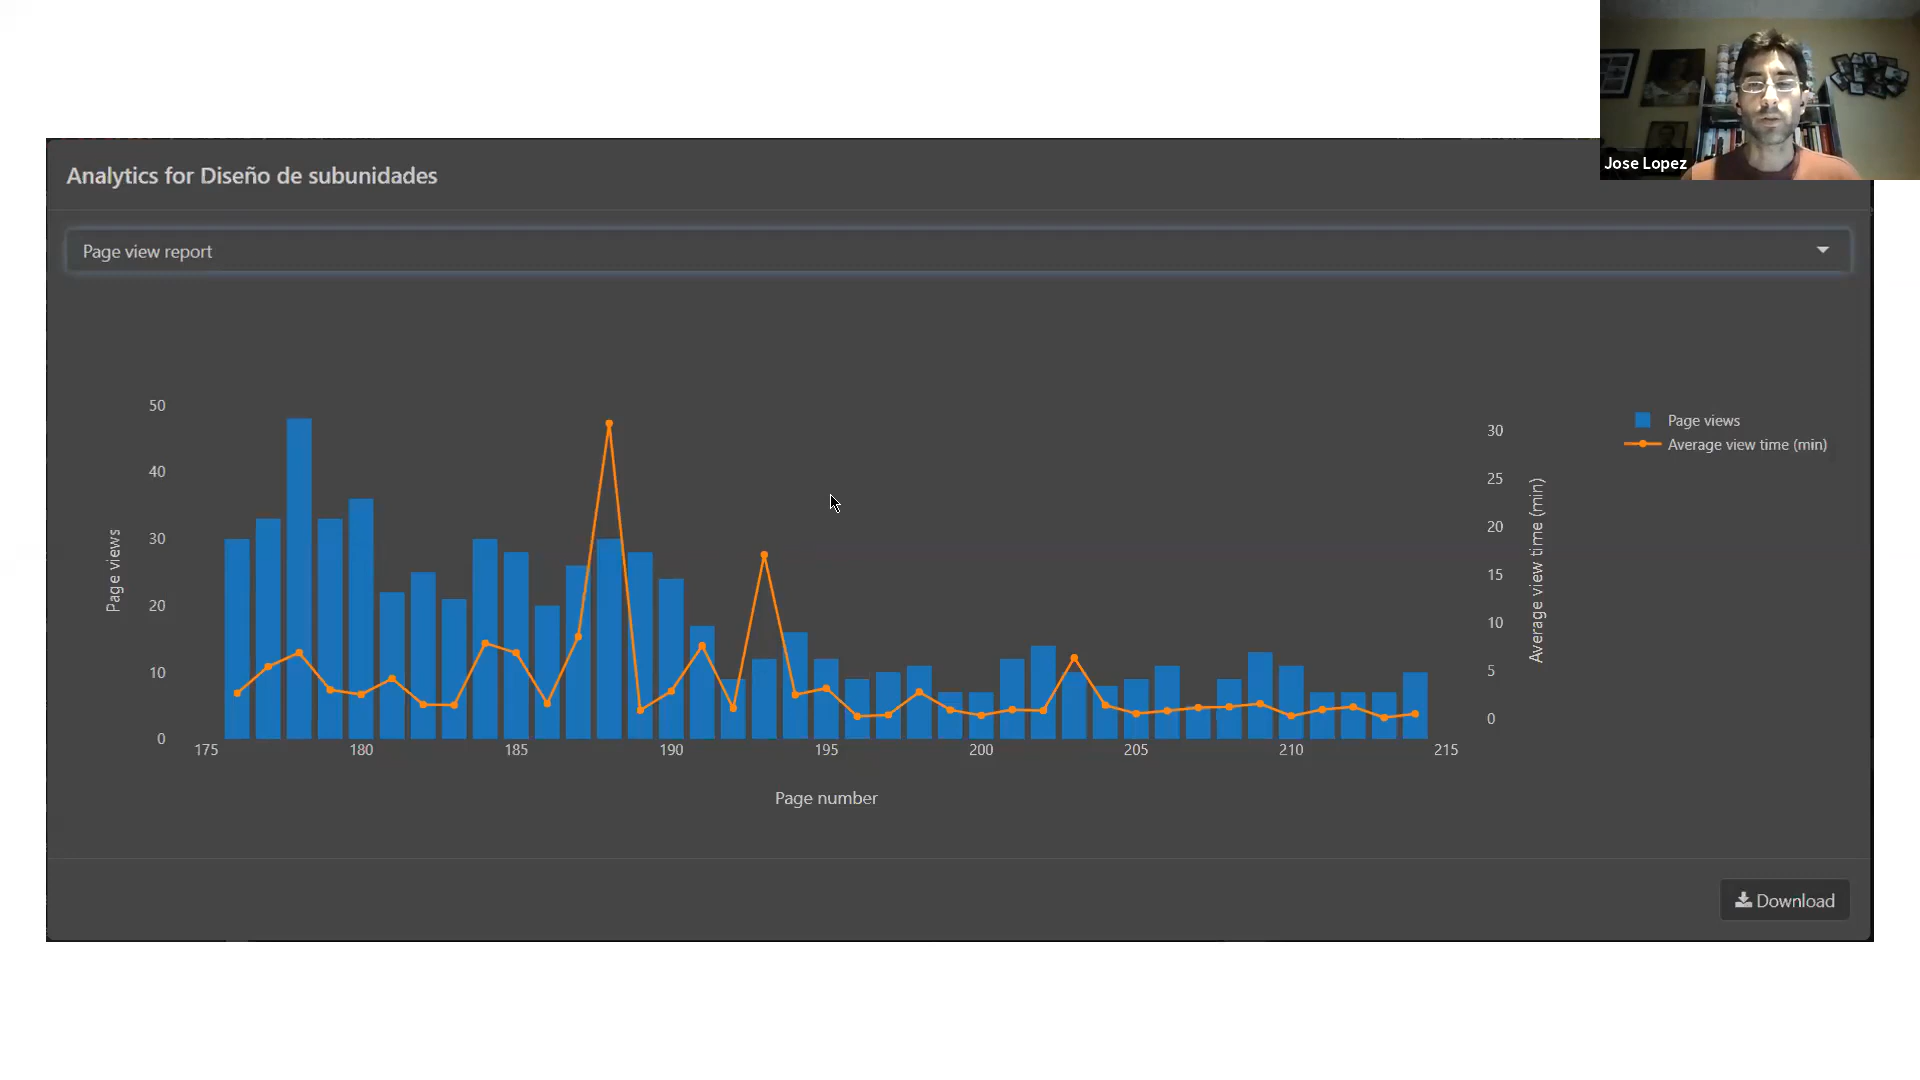 Jose Lopez
Analytics for Diseño de subunidades
Page view report
Page views
50
40
30
20
10
0
175 180 185 190 195 200 205 210 215
Page number
30
25
20
15
10
5
0
Average view time (min)
Page views
Average view time (min)
Download